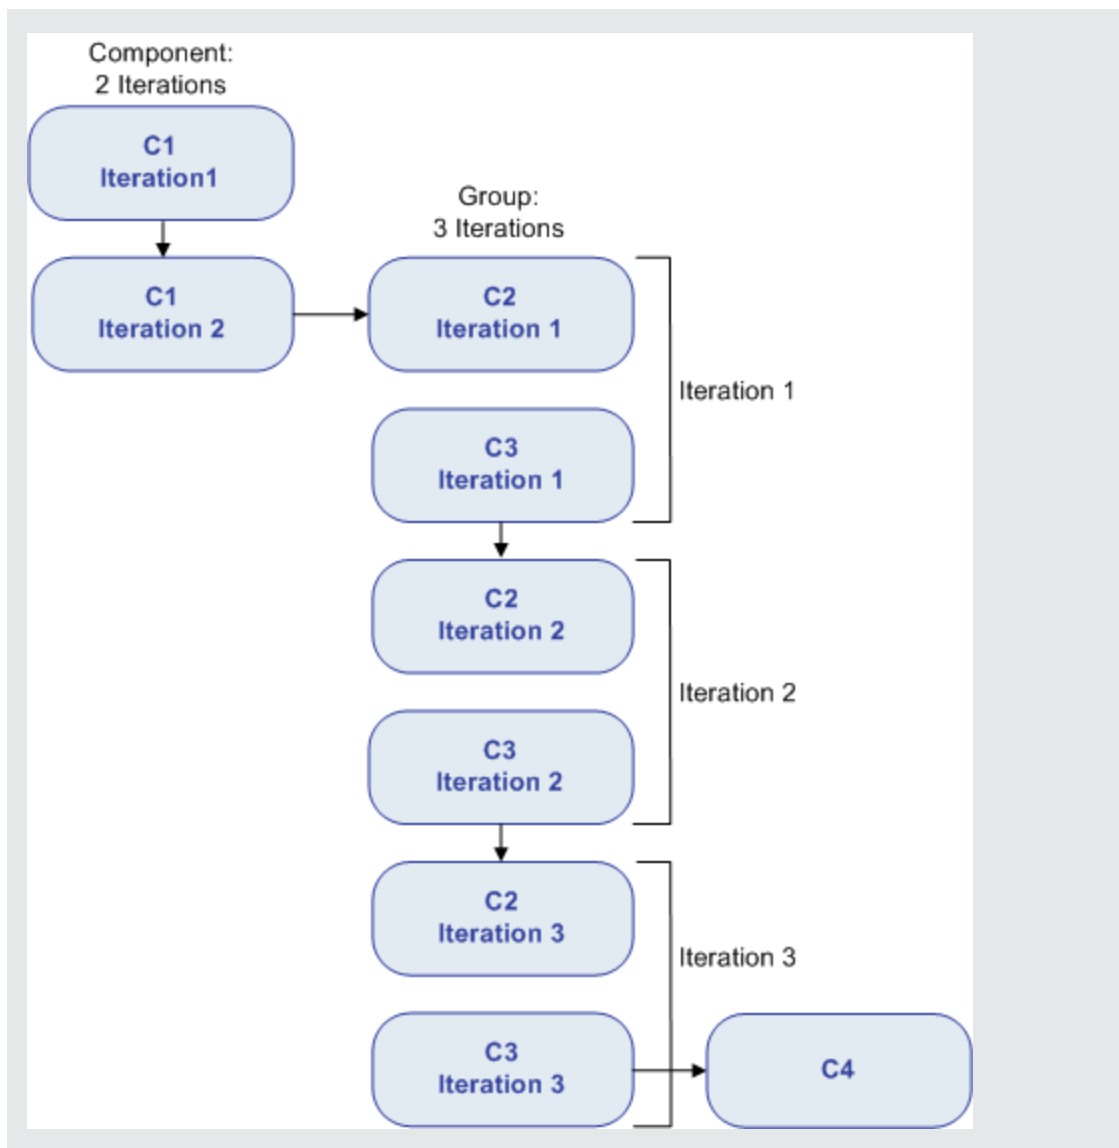 Component:
2 Iterations
C1
Iteration1
Group:
3 Iterations
C1
Iteration 2
C2
Iteration 1
Iteration 1
C3
Iteration 1
C2
Iteration 2
Iteration 2
C3
Iteration 2
C2
Iteration 3
Iteration 3
C3
Iteration 3
C4